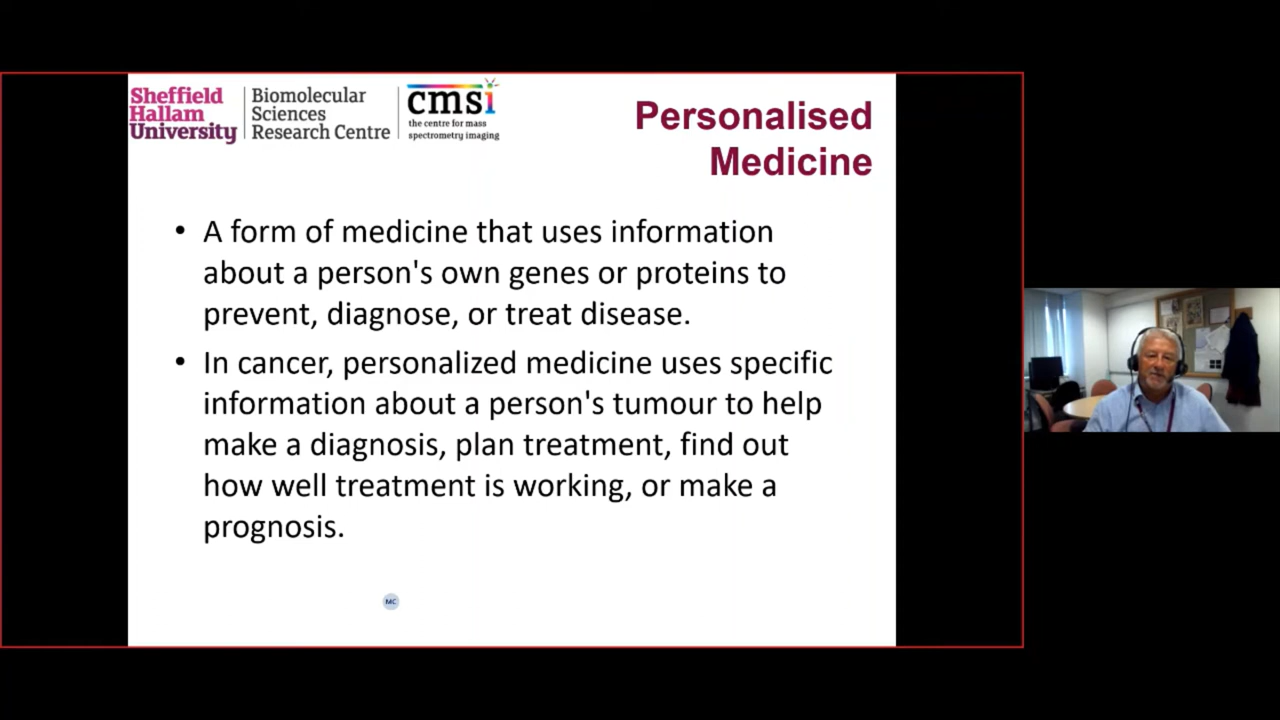 Sheffield
Hallam
University
Biomolecular
Sciences
Research Centre
cmsi
the centre for mass
spectrometry imaging
Personalised
Medicine
• A form of medicine that uses information
about a person's own genes or proteins to
prevent, diagnose, or treat disease.
• In cancer, personalized medicine uses specific
information about a person's tumour to help
make a diagnosis, plan treatment, find out
how well treatment is working, or make a
prognosis.
MC